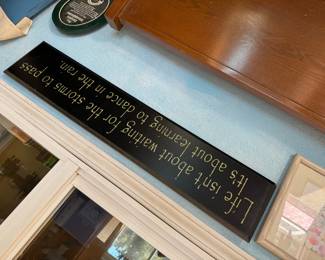 Life isn't about waiting for the storms to pass
It's about learning to dance in the rain.